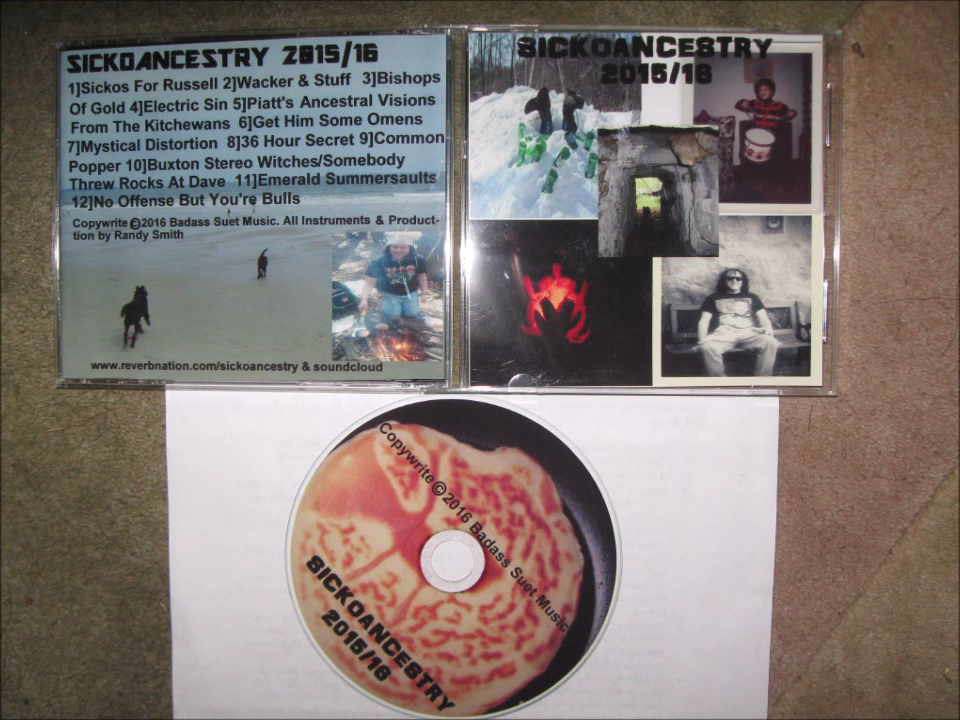 SICKOANCESTRY 2015/16
1]Sickos For Russell 2]Wacker & Stuff 3]Bishops
Of Gold 4]Electric Sin 5]Piatt's Ancestral Visions
From The Kitchewans 6]Get Him Some Omens
7]Mystical Distortion 8]36 Hour Secret 9]Common
Popper 10]Buxton Stereo Witches/Somebody
Threw Rocks At Dave 11]Emerald Summersaults
12]No Offense But You're Bulls
Copywrite ©2016 Badass Suet Music. All Instruments & Product-
tion by Randy Smith
www.reverbnation.com/sickoancestry & soundcloud
SICKOANCESTRY
2015/16
Copywrite ©2016 Badass Suet Music
SICKOANCESTRY
2015/16